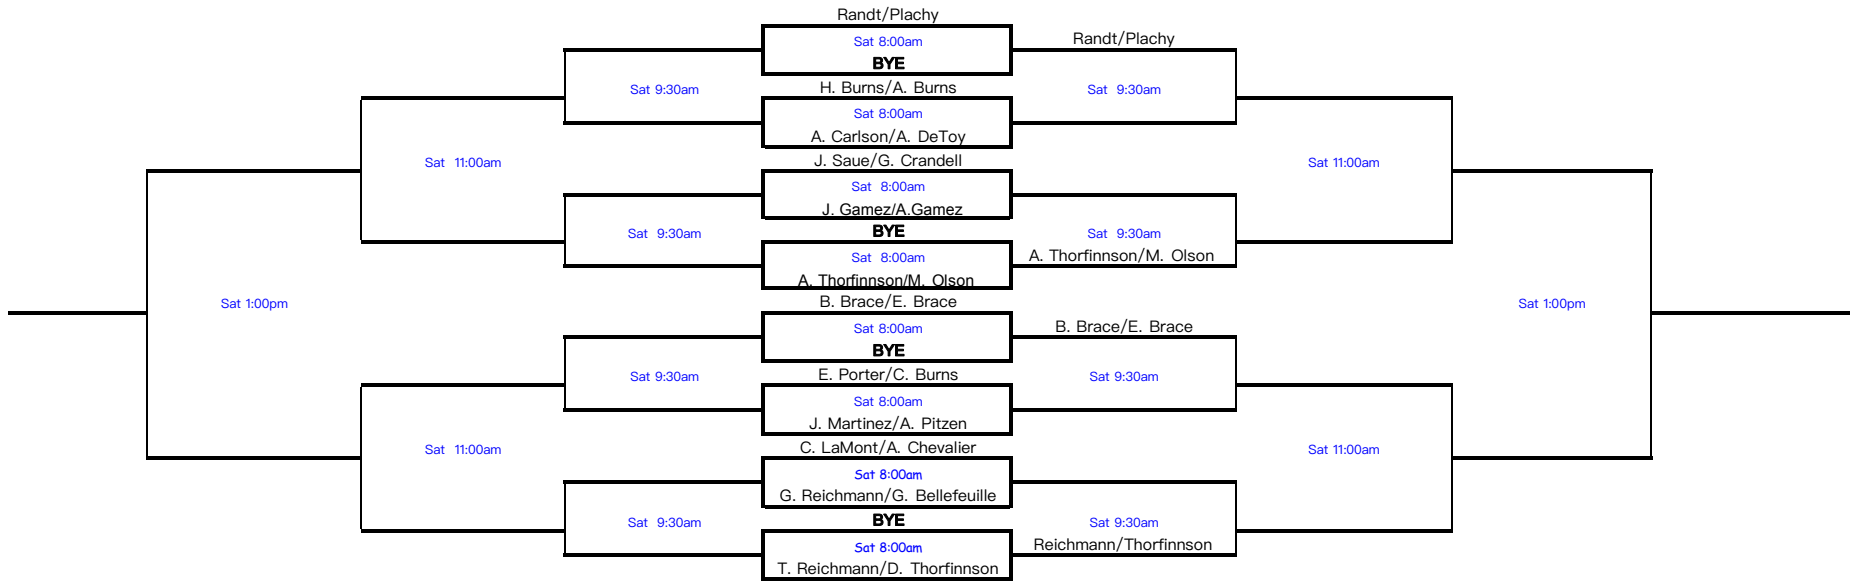 Randt/Plachy
Sat 8:00am
Randt/Plachy
BYE
H. Burns/A. Burns
Sat 9:30am
Sat 9:30am
Sat 8:00am
A. Carlson/A. DeToy
J. Saue/G. Crandell
Sat 11:00am
Sat 11:00am
Sat 8:00am
J. Gamez/A.Gamez
BYE
Sat 9:30am
Sat 9:30am
Sat 8:00am
A. Thorfinnson/M. Olson
A. Thorfinnson/M. Olson
B. Brace/E. Brace
Sat 1:00pm
Sat 1:00pm
Sat 8:00am
B. Brace/E. Brace
BYE
E. Porter/C. Burns
Sat 9:30am
Sat 9:30am
Sat 8:00am
J. Martinez/A. Pitzen
C. LaMont/A. Chevalier
Sat 11:00am
Sat 11:00am
Sat 8:00am
G. Reichmann/G. Bellefeuille
BYE
Sat 9:30am
Sat 9:30am
Sat 8:00am
Reichmann/Thorfinnson
T. Reichmann/D. Thorfinnson